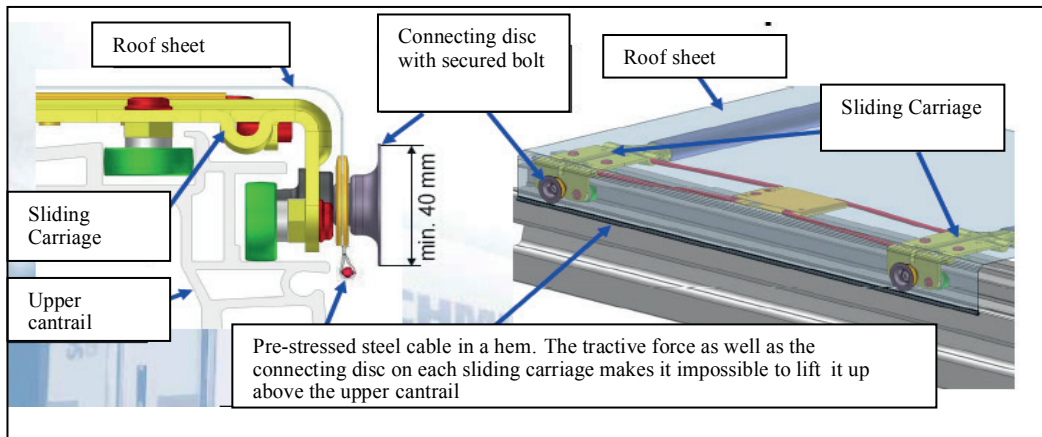 Roof sheet
Connecting disc
with secured bolt
Roof sheet
Sliding Carriage
min. 40 mm
Sliding
Carriage
Upper
cantrail
Pre-stressed steel cable in a hem. The tractive force as well as the
connecting disc on each sliding carriage makes it impossible to lift it up
above the upper cantrail